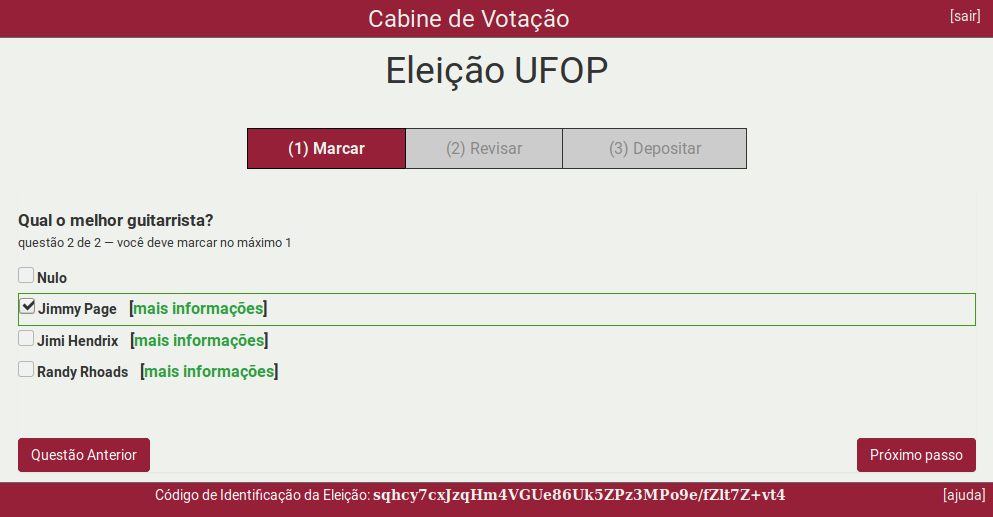 Cabine de Votação
[sair]
Eleição UFOP
(1) Marcar
(2) Revisar
(3) Depositar
Qual o melhor guitarrista?
questão 2 de 2 — você deve marcar no máximo 1
Nulo
Jimmy Page [mais informações]
Jimi Hendrix [mais informações]
Randy Rhoads [mais informações]
Questão Anterior
Próximo passo
Código de Identificação da Eleição: sqhcy7cxJzqHm4VGUe86Uk5ZPz3MPo9e/fZlt7Z+vt4
[ajuda]